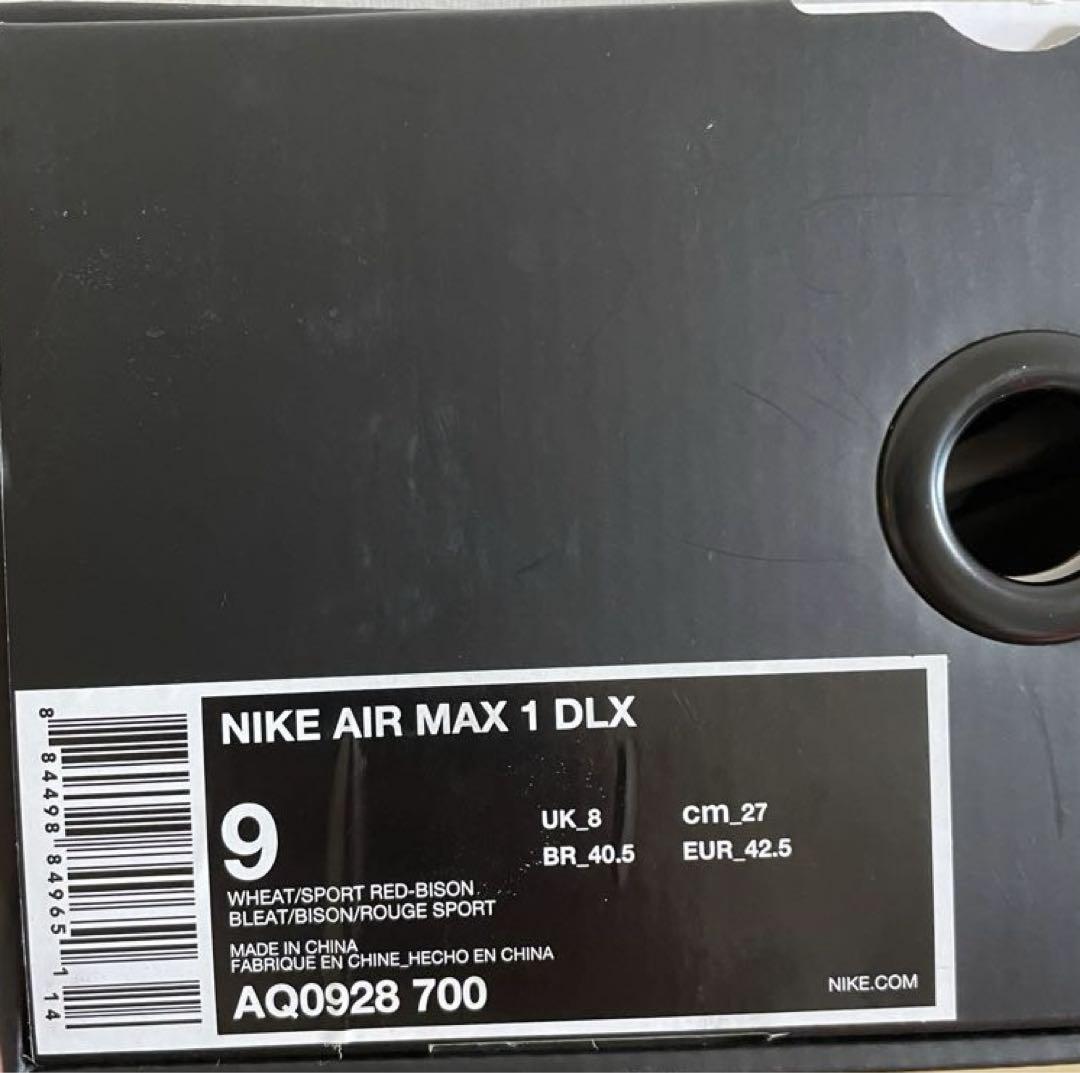 NIKE AIR MAX 1 DLX
9
UK_8 cm_27
BR_40.5 EUR_42.5
WHEAT/SPORT RED-BISON
BLEAT/BISON/ROUGE SPORT
MADE IN CHINA
FABRIQUE EN CHINE_HECHO EN CHINA
AQ0928 700
NIKE.COM
8 84498 84965 1 14